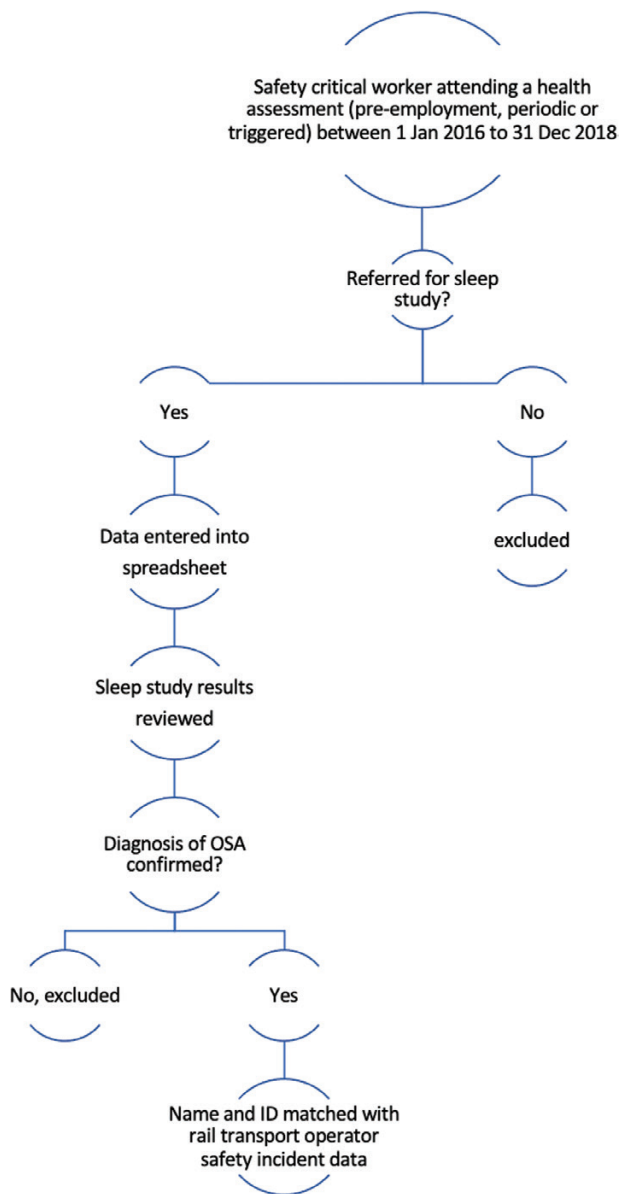 Safety critical worker attending a health
assessment (pre-employment, periodic or
triggered) between 1 Jan 2016 to 31 Dec 2018
Referred for sleep
study?
Yes
No
Data entered into
spreadsheet
excluded
Sleep study results
reviewed
Diagnosis of OSA
confirmed?
No, excluded
Yes
Name and ID matched with
rail transport operator
safety incident data